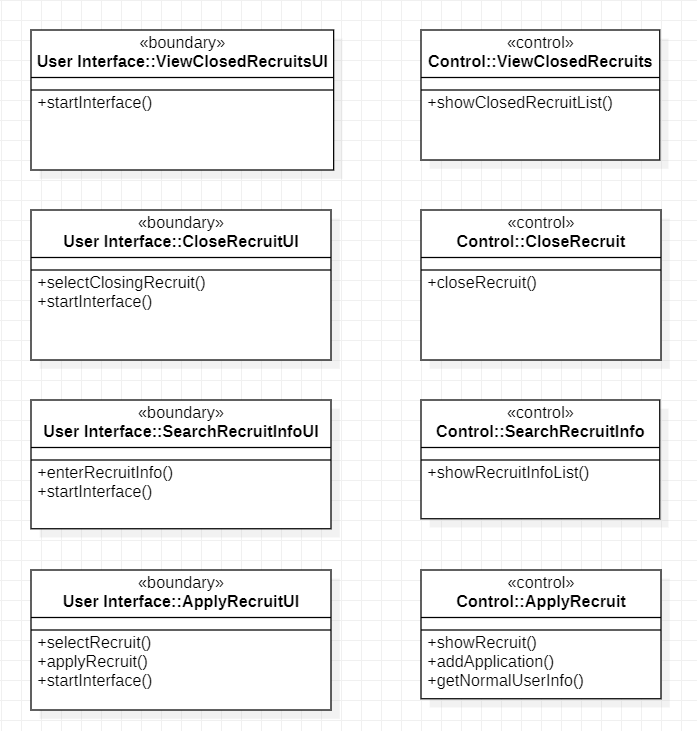 «boundary»
User Interface::ViewClosedRecruitsUI
+startInterface()
«control»
Control::ViewClosedRecruits
+showClosedRecruitList()
«boundary»
User Interface::CloseRecruitUI
+selectClosingRecruit()
+startInterface()
«control»
Control::CloseRecruit
+closeRecruit()
«boundary»
User Interface::SearchRecruitInfoUI
+enterRecruitInfo()
+startInterface()
«control»
Control::SearchRecruitInfo
+showRecruitInfoList()
«boundary»
User Interface::ApplyRecruitUI
+selectRecruit()
+applyRecruit()
+startInterface()
«control»
Control::ApplyRecruit
+showRecruit()
+addApplication()
+getNormalUserInfo()